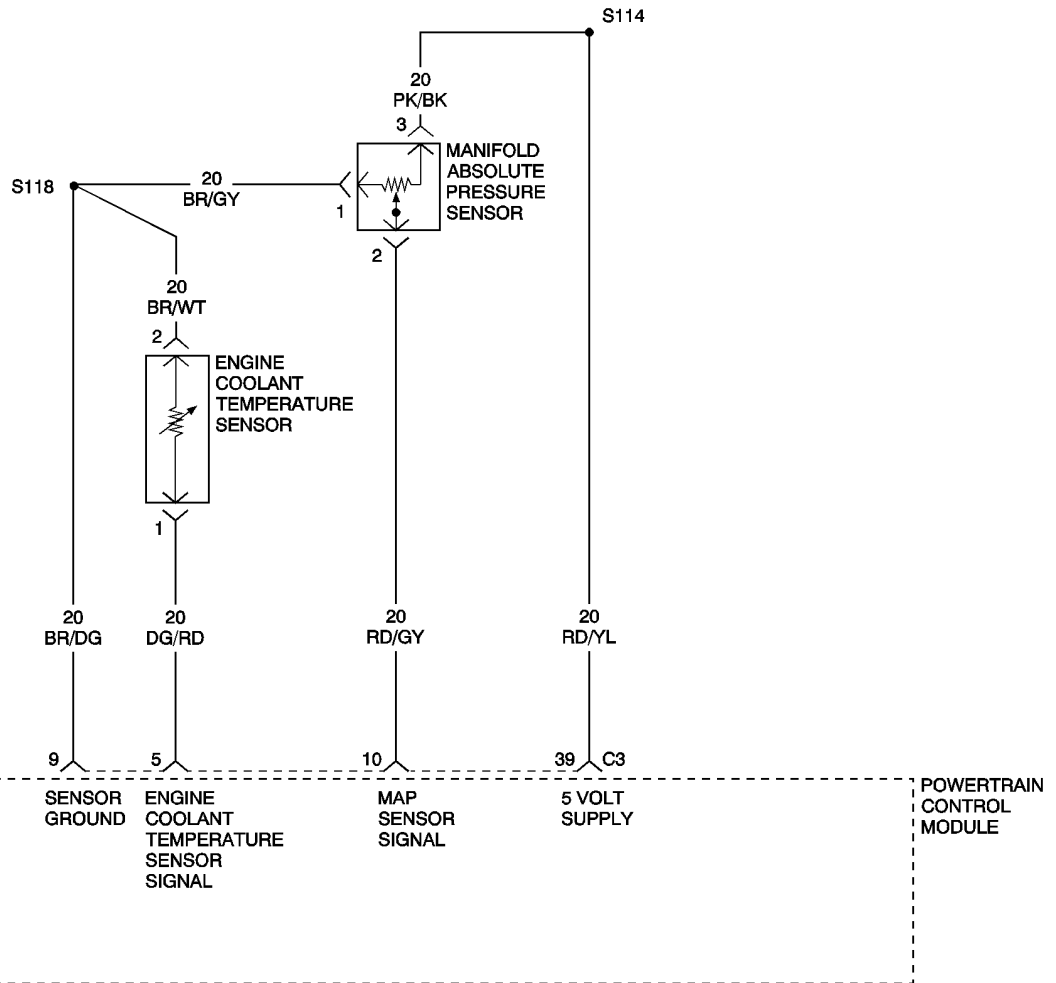 S114
20
PK/BK
3
MANIFOLD
ABSOLUTE
PRESSURE
SENSOR
S118
20
BR/GY
1
2
20
BR/WT
2
ENGINE
COOLANT
TEMPERATURE
SENSOR
1
20
BR/DG
20
DG/RD
20
RD/GY
20
RD/YL
9
5
10
39 C3
SENSOR
GROUND
ENGINE
COOLANT
TEMPERATURE
SENSOR
SIGNAL
MAP
SENSOR
SIGNAL
5 VOLT
SUPPLY
POWERTRAIN
CONTROL
MODULE